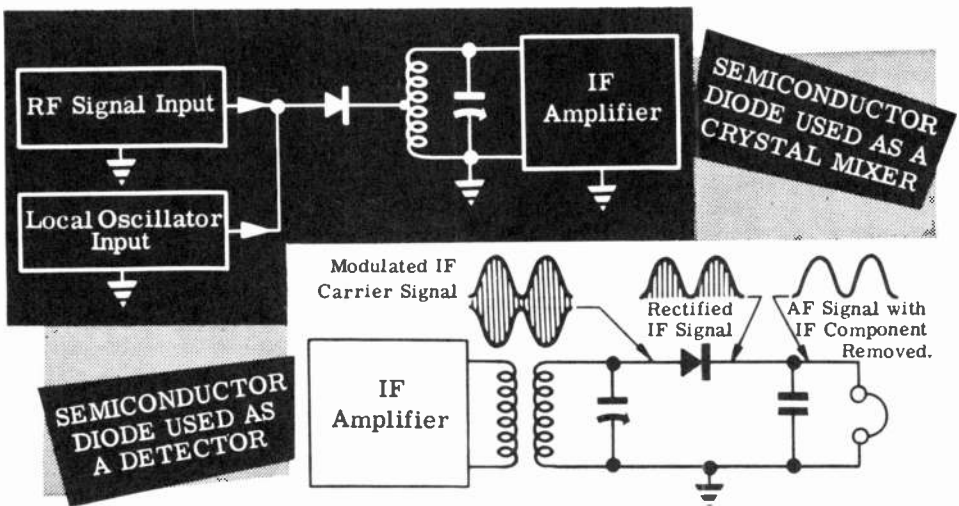 RF Signal Input
Local Oscillator
Input
IF
Amplifier
SEMICONDUCTOR
DIODE USED AS A
CRYSTAL MIXER
Modulated IF
Carrier Signal
Rectified
IF Signal
AF Signal with
IF Component
Removed.
SEMICONDUCTOR
DIODE USED AS
A DETECTOR
IF
Amplifier